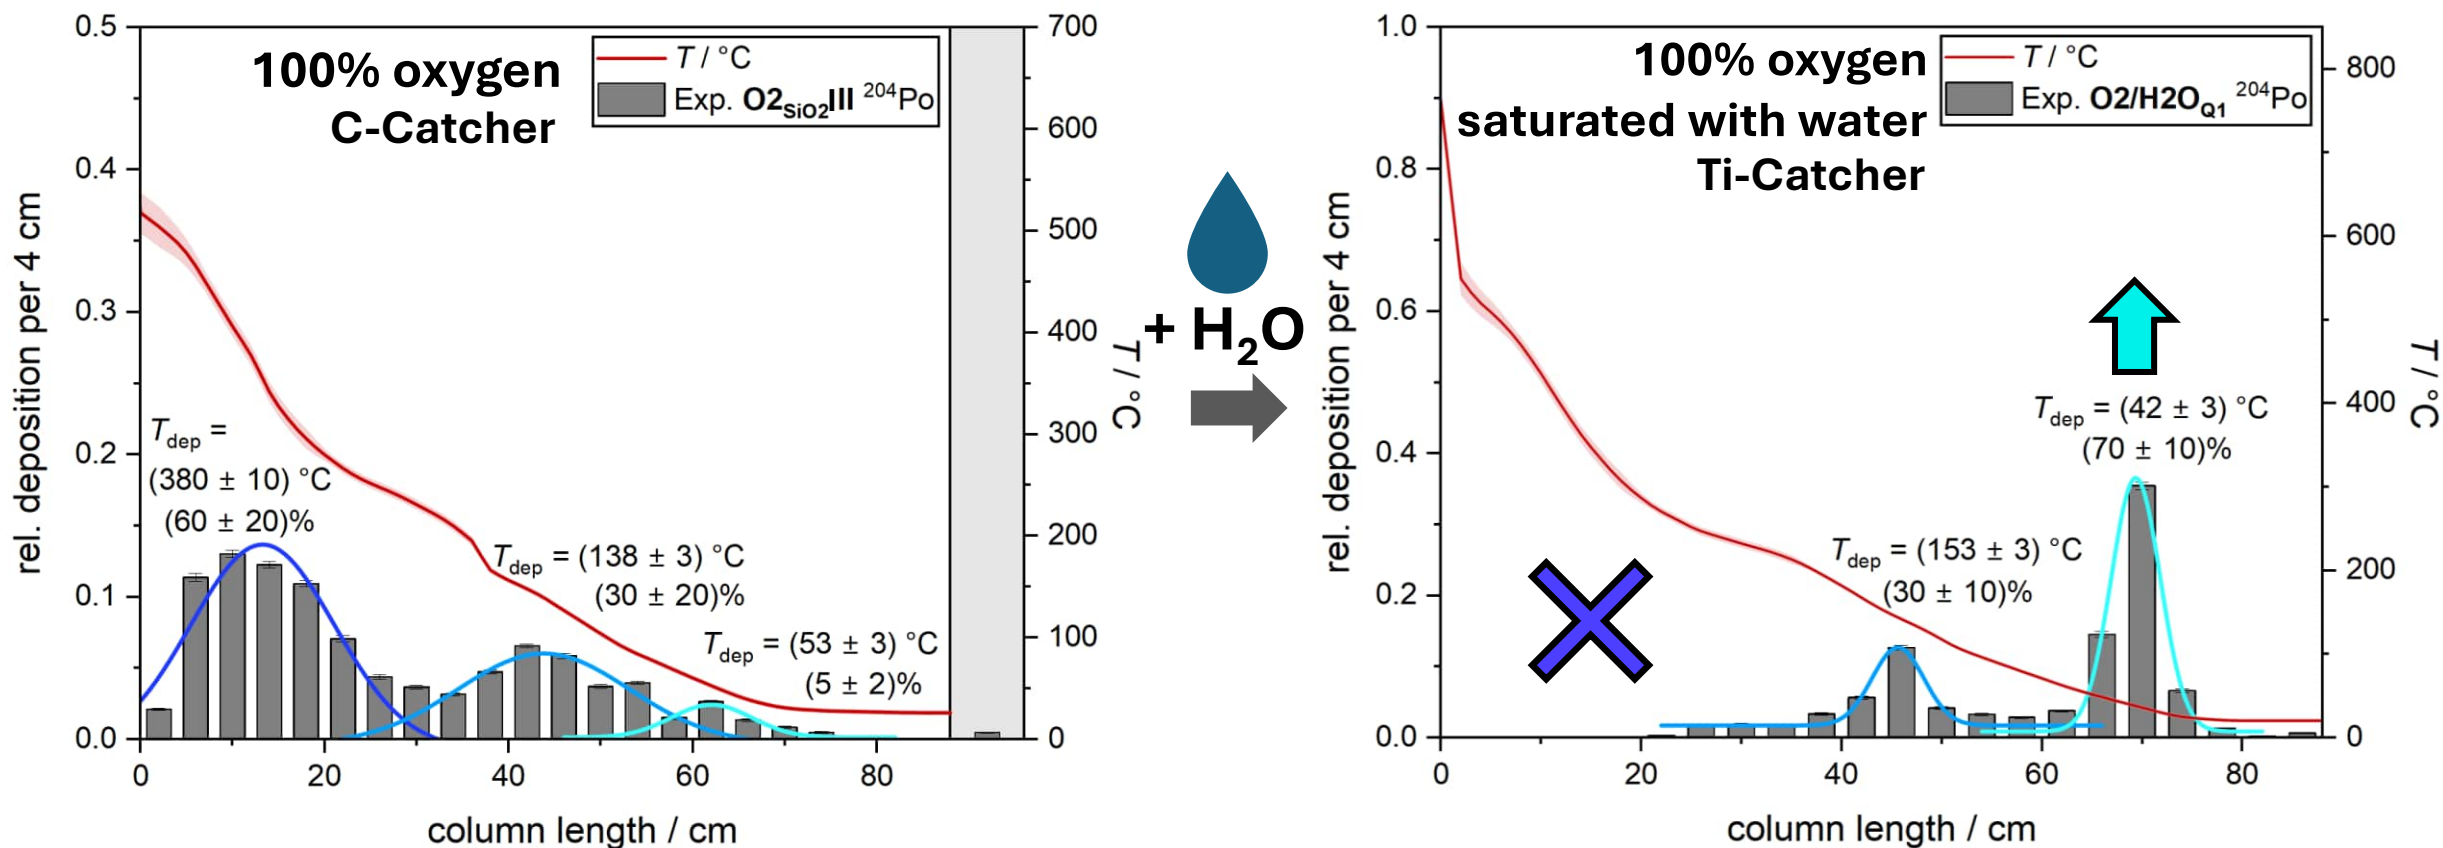 100% oxygen
C-Catcher
T / °C
Exp. O2SiO2III 204Po
0.5
0.4
0.3
0.2
0.1
0.0
rel. deposition per 4 cm
700
600
500
400
300
200
100
0
T / °C
Tdep =
(380 ± 10) °C
(60 ± 20)%
Tdep = (138 ± 3) °C
(30 ± 20)%
Tdep = (53 ± 3) °C
(5 ± 2)%
0 20 40 60 80
column length / cm
+ H2O
100% oxygen
saturated with water
Ti-Catcher
T / °C
Exp. O2/H2OQ1 204Po
1.0
0.8
0.6
0.4
0.2
0.0
rel. deposition per 4 cm
800
600
400
200
0
T / °C
Tdep = (42 ± 3) °C
(70 ± 10)%
Tdep = (153 ± 3) °C
(30 ± 10)%
0 20 40 60 80
column length / cm